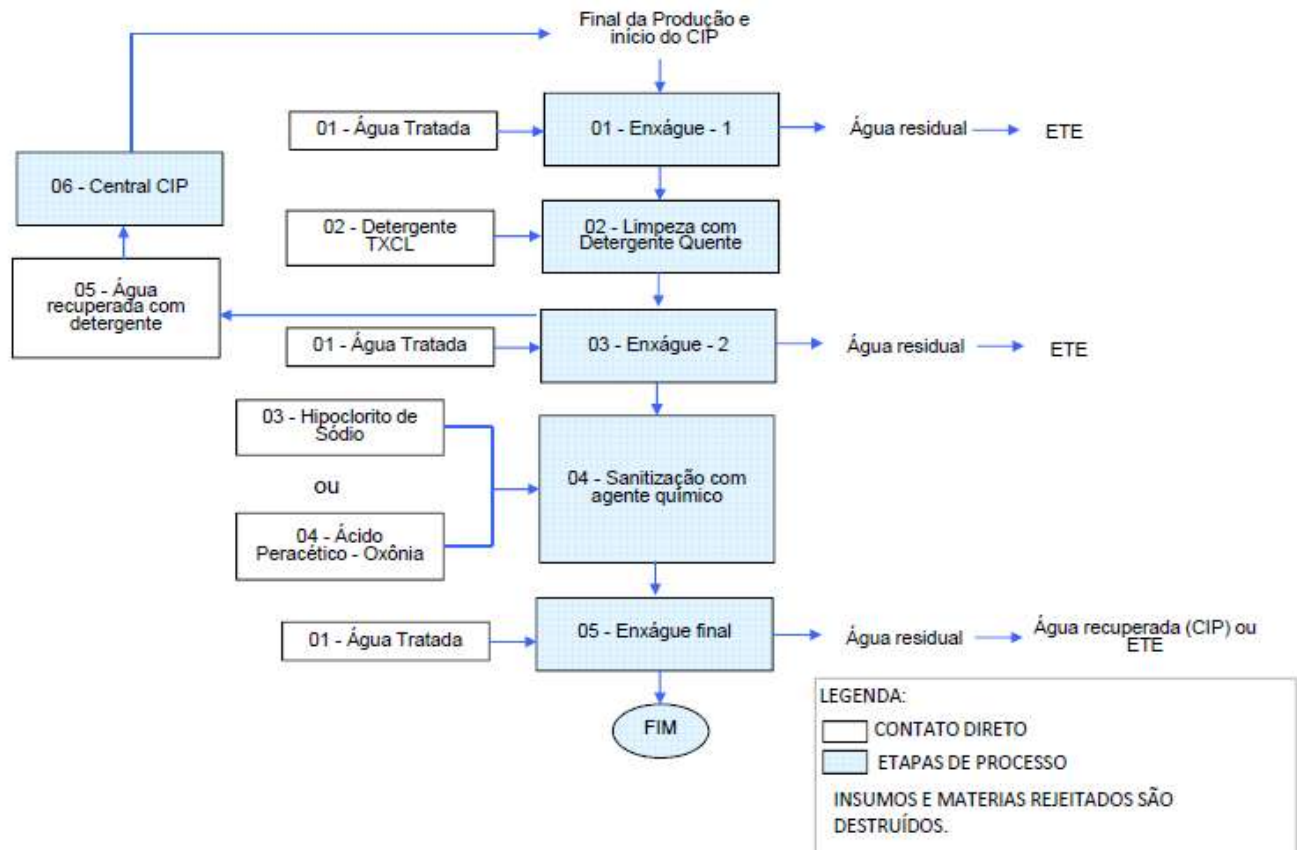 Final da Produção e
início do CIP
01 - Água Tratada
01 - Enxágue - 1
Água residual
ETE
06 - Central CIP
02 - Detergente
TXCL
02 - Limpeza com
Detergente Quente
05 - Água
recuperada com
detergente
01 - Água Tratada
03 - Enxágue - 2
Água residual
ETE
03 - Hipoclorito de
Sódio
ou
04 - Ácido
Peracético - Oxônia
04 - Sanitização com
agente químico
01 - Água Tratada
05 - Enxágue final
Água residual
Água recuperada (CIP) ou
ETE
FIM
LEGENDA:
CONTATO DIRETO
ETAPAS DE PROCESSO
INSUMOS E MATERIAS REJEITADOS SÃO
DESTRUÍDOS.